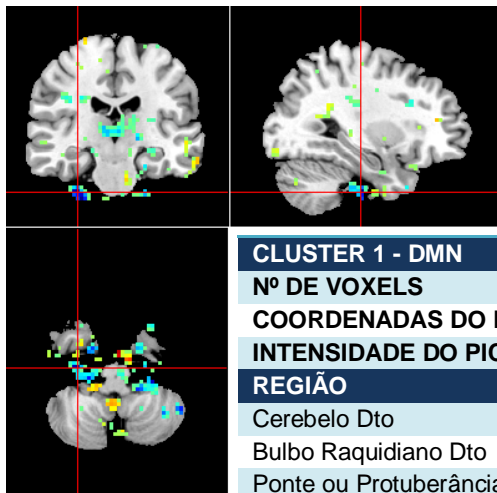 CLUSTER 1 - DMN
Nº DE VOXELS
COORDENADAS DO
INTENSIDADE DO PIC
REGIÃO
Cerebelo Dto
Bulbo Raquidiano Dto
Ponte ou Protuberância